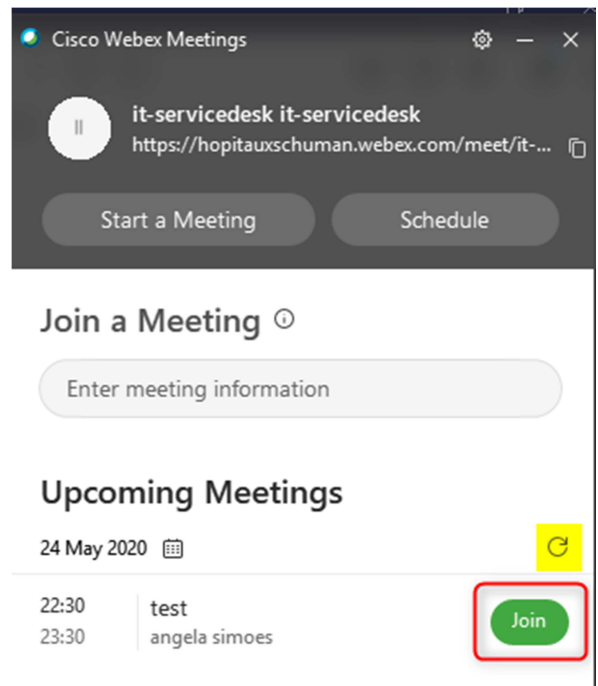 Cisco Webex Meetings
II
it-servicedesk it-servicedesk
https://hopitauxschuman.webex.com/meet/it-...
Start a Meeting
Schedule
Join a Meeting
Enter meeting information
Upcoming Meetings
24 May 2020
22:30
test
Join
23:30
angela simoes